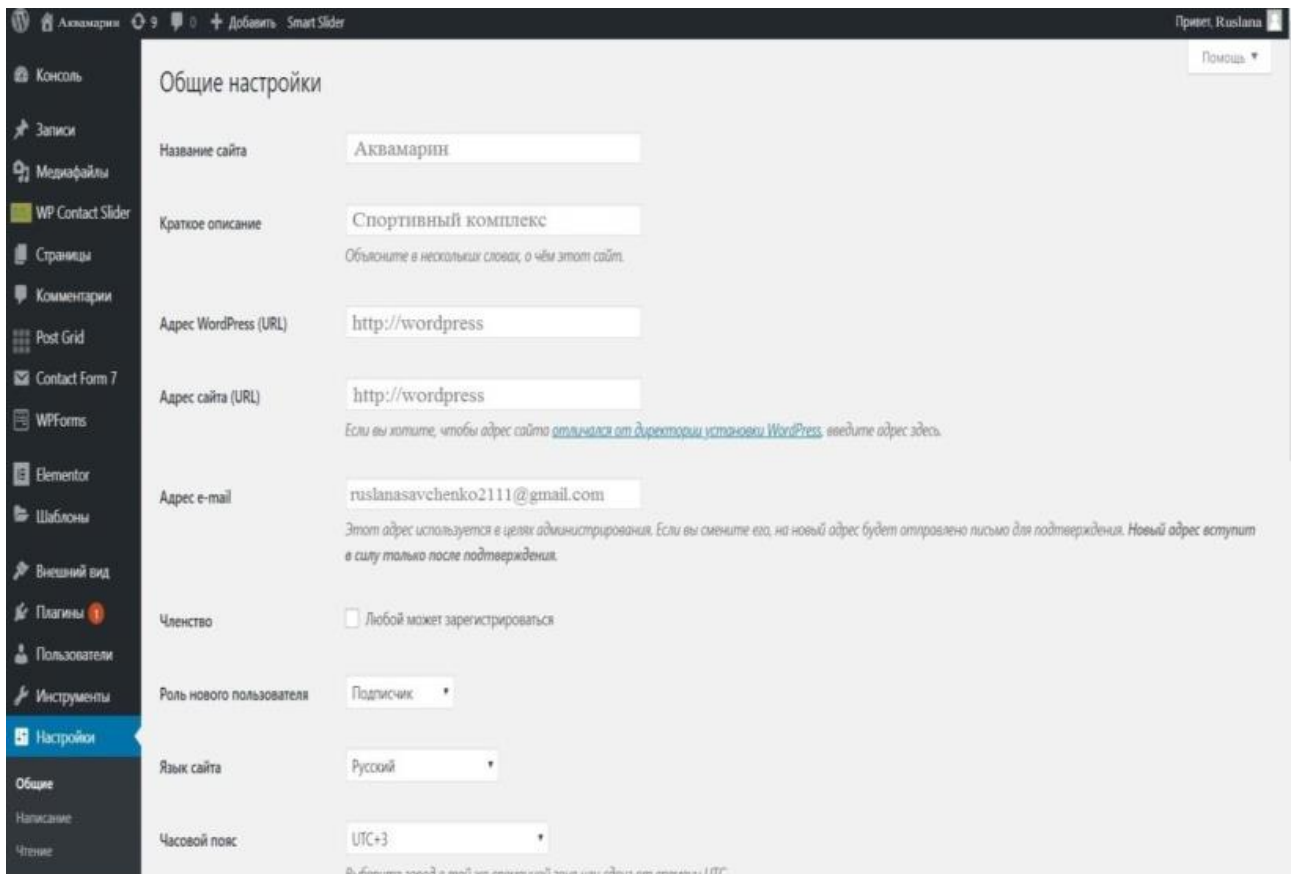 Аквамарин 9 0 + Добавить Smart Slider Привет, Ruslana
Помощь
Консоль
Записи
Медиафайлы
WP Contact Slider
Страницы
Комментарии
Post Grid
Contact Form 7
WPForms
Elementor
Шаблоны
Внешний вид
Плагины 1
Пользователи
Инструменты
Настройки
Общие
Написание
Чтение
Общие настройки
Название сайта Аквамарин
Краткое описание Спортивный комплекс
Объясните в нескольких словах, о чём этот сайт.
Адрес WordPress (URL) http://wordpress
Адрес сайта (URL) http://wordpress
Если вы хотите, чтобы адрес сайта отличался от директории установки WordPress, введите адрес здесь.
Адрес e-mail ruslanasavchenko2111@gmail.com
Этот адрес используется в целях администрирования. Если вы смените его, на новый адрес будет отправлено письмо для подтверждения. Новый адрес вступит
в силу только после подтверждения.
Членство Любой может зарегистрироваться
Роль нового пользователя Подписчик
Язык сайта Русский
Часовой пояс UTC+3